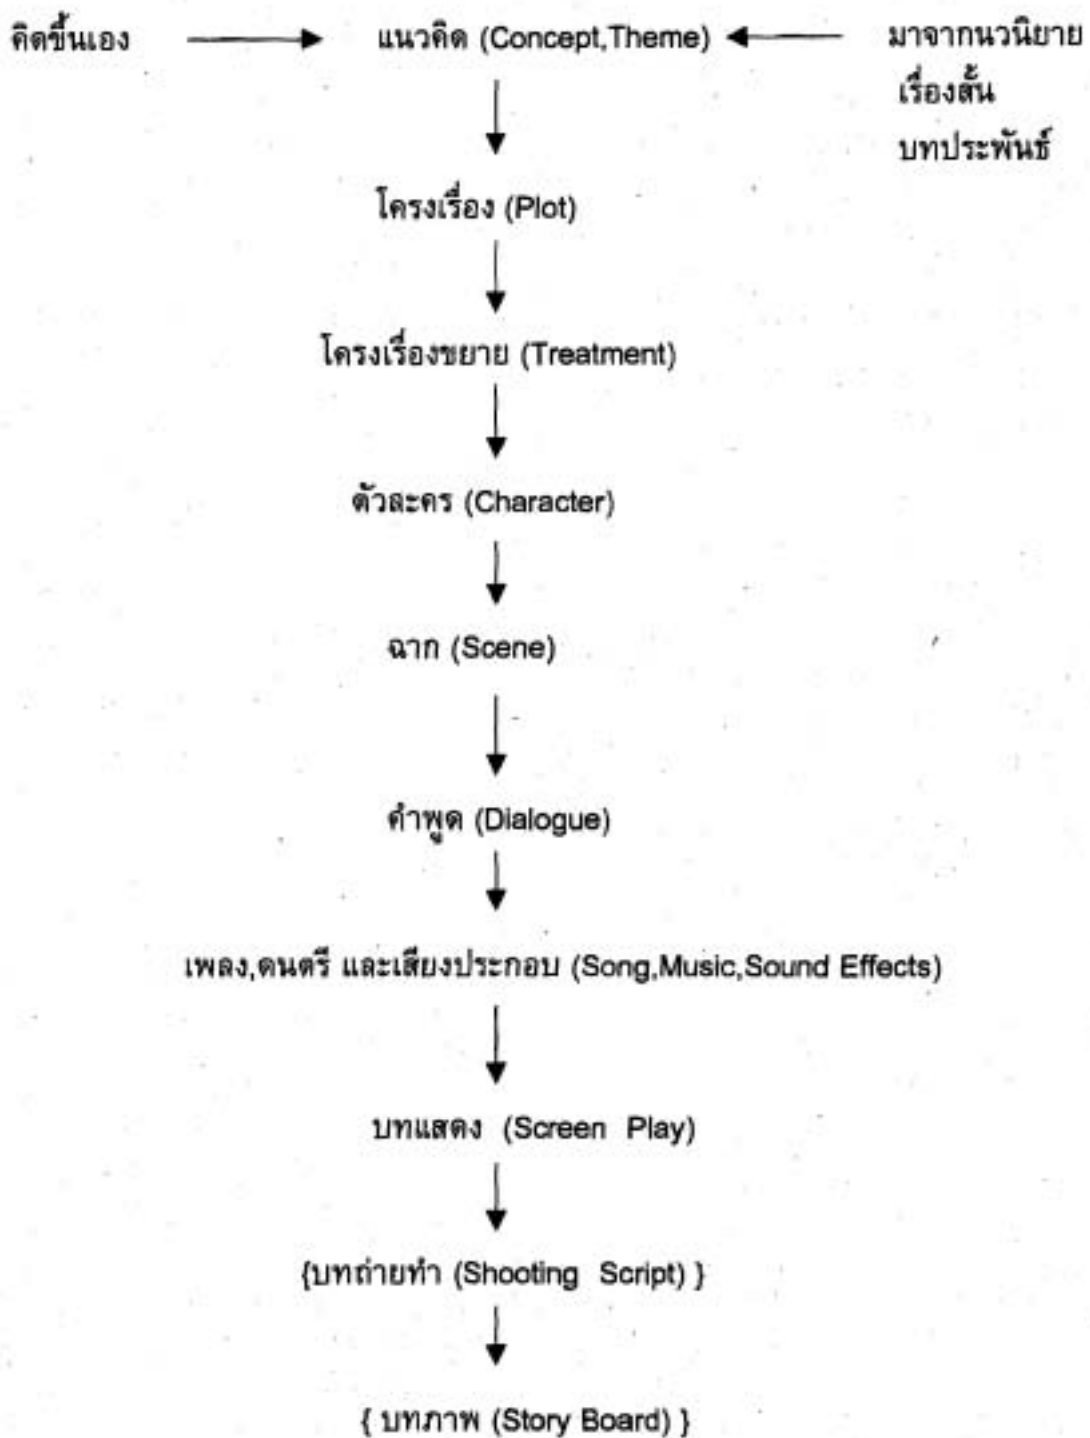 คิดขึ้นเอง แนวคิด (Concept,Theme) มาจากนวนิยาย
เรื่องสั้น
บทประพันธ์
โครงเรื่อง (Plot)
โครงเรื่องขยาย (Treatment)
ตัวละคร (Character)
ฉาก (Scene)
คำพูด (Dialogue)
เพลง,ดนตรี และเสียงประกอบ (Song,Music,Sound Effects)
บทแสดง (Screen Play)
{บทถ่ายทำ (Shooting Script) }
{ บทภาพ (Story Board) }